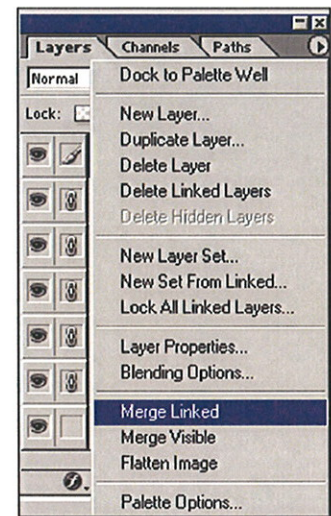 Layers Channels Paths
Normal Dock to Palette Well
Lock: New Layer...
Duplicate Layer...
Delete Layer
Delete Linked Layers
Delete Hidden Layers
New Layer Set...
New Set From Linked...
Lock All Linked Layers...
Layer Properties...
Blending Options...
Merge Linked
Merge Visible
Flatten Image
Palette Options...